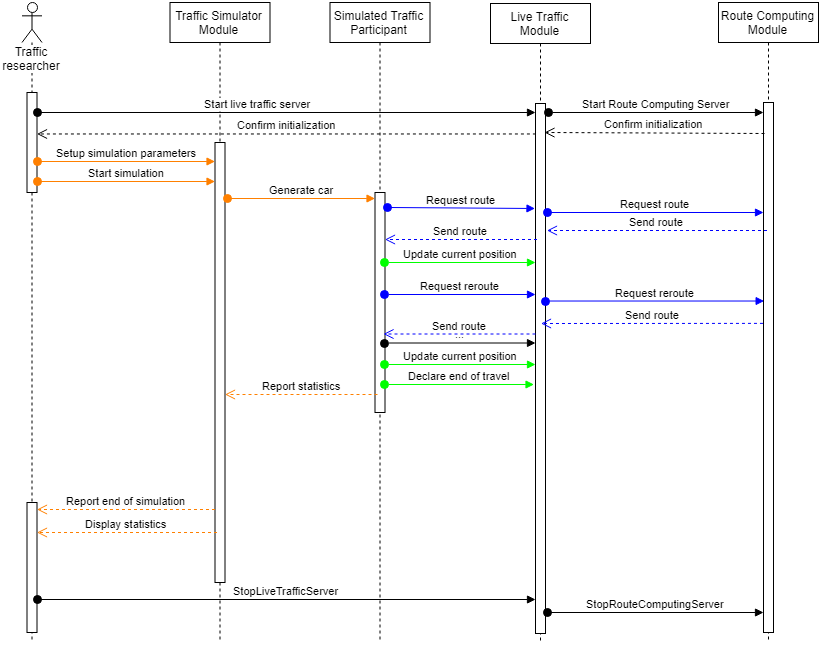 Traffic Simulator
Module
Simulated Traffic
Participant
Live Traffic
Module
Route Computing
Module
Traffic
researcher
Start live traffic server
Start Route Computing Server
Confirm initialization
Confirm initialization
Setup simulation parameters
Start simulation
Generate car
Request route
Request route
Send route
Send route
Update current position
Request reroute
Request reroute
Send route
Send route
...
Update current position
Declare end of travel
Report statistics
Report end of simulation
Display statistics
StopLiveTrafficServer
StopRouteComputingServer